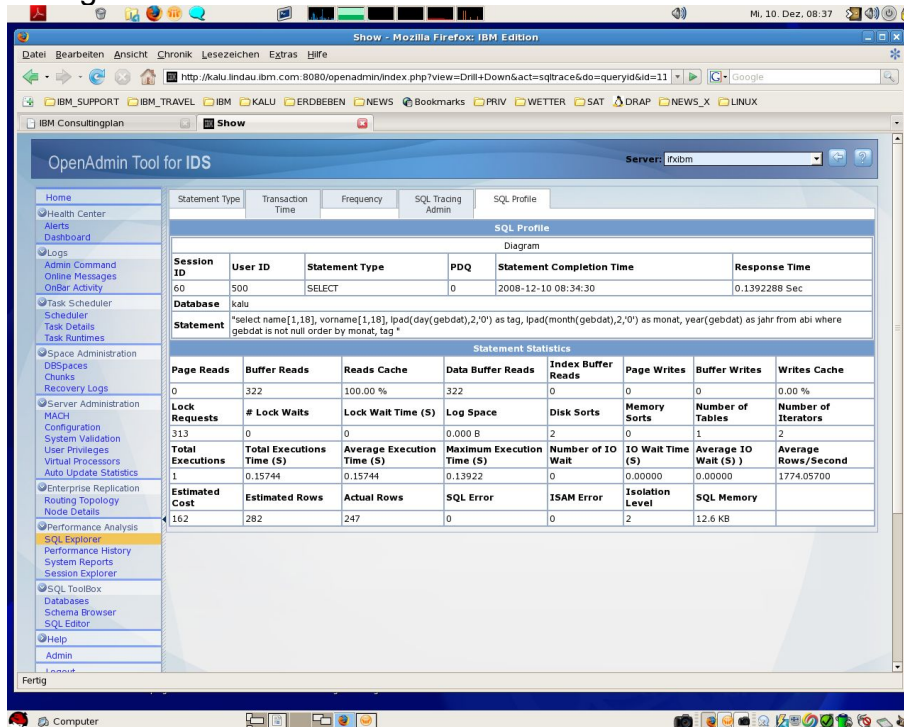 Mi, 10. Dez, 08:37
Show - Mozilla Firefox: IBM Edition
Datei Bearbeiten Ansicht Chronik Lesezeichen Extras Hilfe
http://kalu.lindau.ibm.com:8080/openadmin/index.php?view=Drill+Down&act=sqltrace&do=queryid&id=11
Google
IBM_SUPPORT IBM_TRAVEL IBM KALU ERDBEBEN NEWS Bookmarks PRIV WETTER SAT DRAP NEWS_X LINUX
IBM Consultingplan
Show
OpenAdmin Tool for IDS
Server: ifxibm
Home
Health Center
Alerts
Dashboard
Logs
Admin Command
Online Messages
OnBar Activity
Task Scheduler
Scheduler
Task Details
Task Runtimes
Space Administration
DBSpaces
Chunks
Recovery Logs
Server Administration
MACH
Configuration
System Validation
User Privileges
Virtual Processors
Auto Update Statistics
Enterprise Replication
Routing Topology
Node Details
Performance Analysis
SQL Explorer
Performance History
System Reports
Session Explorer
SQL ToolBox
Databases
Schema Browser
SQL Editor
Help
Admin
Statement Type
Transaction Time
Frequency
SQL Tracing Admin
SQL Profile
SQL Profile
Diagram
Session ID User ID Statement Type PDQ Statement Completion Time Response Time
60 500 SELECT 0 2008-12-10 08:34:30 0.1392288 Sec
Database kalu
Statement "select name[1,18], vorname[1,18], lpad(day(gebdat),2,'0') as tag, lpad(month(gebdat),2,'0') as monat, year(gebdat) as jahr from abi where
gebdat is not null order by monat, tag "
Statement Statistics
Page Reads Buffer Reads Reads Cache Data Buffer Reads Index Buffer Reads Page Writes Buffer Writes Writes Cache
0 322 100.00 % 322 0 0 0 0.00 %
Lock Requests # Lock Waits Lock Wait Time (S) Log Space Disk Sorts Memory Sorts Number of Tables Number of Iterators
313 0 0 0.000 B 2 0 1 2
Total Executions Total Executions Time (S) Average Execution Time (S) Maximum Execution Time (S) Number of IO Wait IO Wait Time (S) Average IO Wait (S) ) Average Rows/Second
1 0.15744 0.15744 0.13922 0 0.00000 0.00000 1774.05700
Estimated Cost Estimated Rows Actual Rows SQL Error ISAM Error Isolation Level SQL Memory
162 282 247 0 0 2 12.6 KB
Fertig
Computer